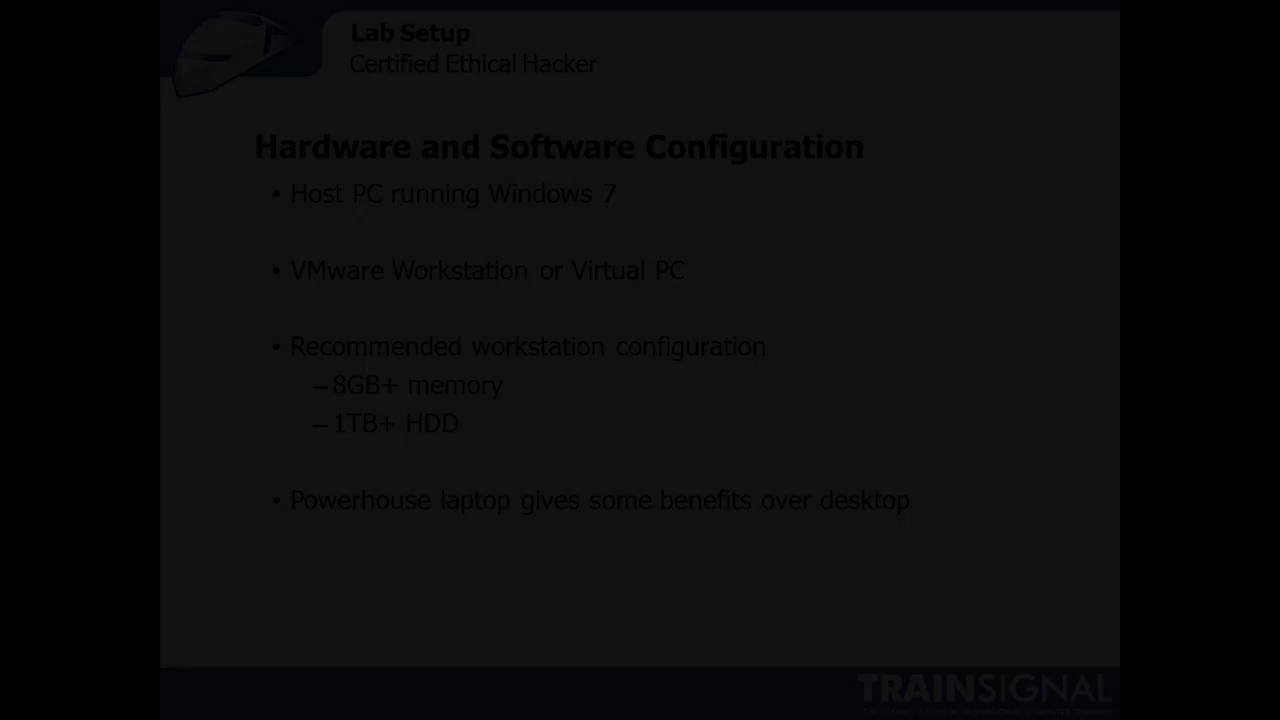 Lab Setup
Certified Ethical Hacker
Hardware and Software Configuration
• Host PC running Windows 7
• VMware Workstation or Virtual PC
• Recommended workstation configuration
– 8GB+ memory
– 1TB+ HDD
• Powerhouse laptop gives some benefits over desktop
TRAINSIGNAL